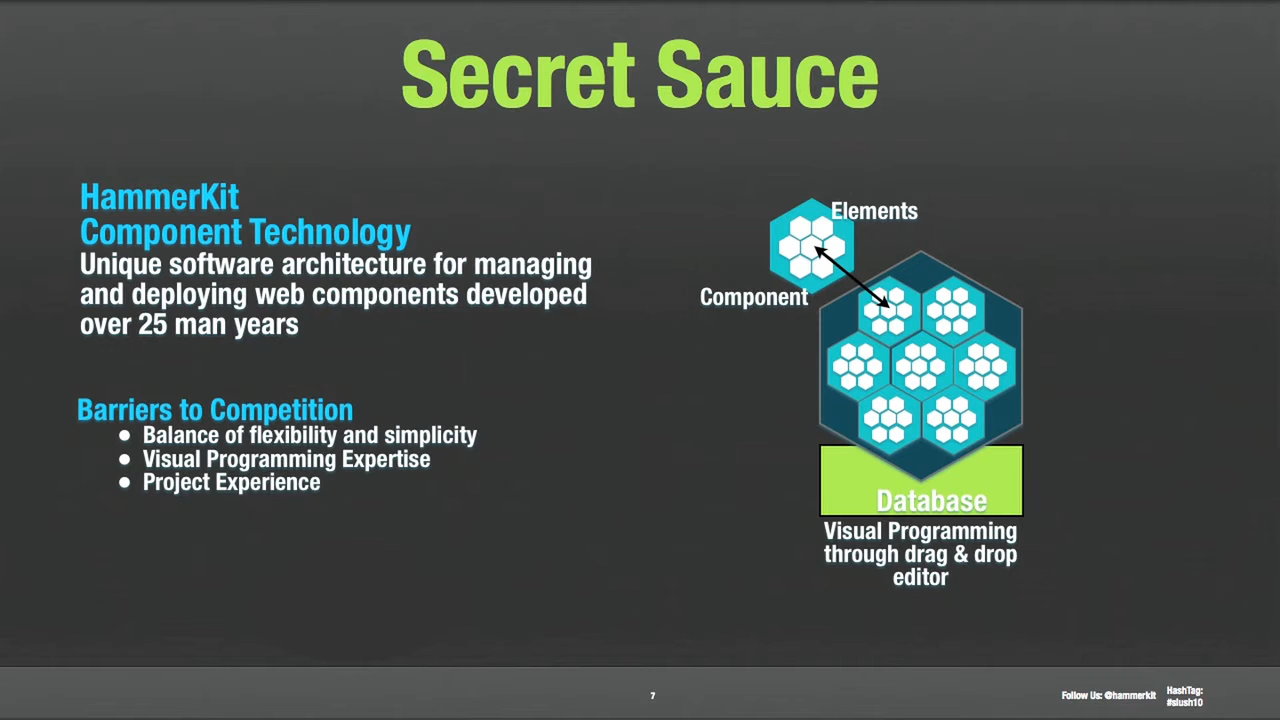 Secret Sauce
HammerKit
Component Technology
Unique software architecture for managing
and deploying web components developed
over 25 man years
Barriers to Competition
● Balance of flexibility and simplicity
● Visual Programming Expertise
● Project Experience
Elements
Component
Database
Visual Programming
through drag & drop
editor
7
Follow Us: @hammerkit
HashTag:
#slush10